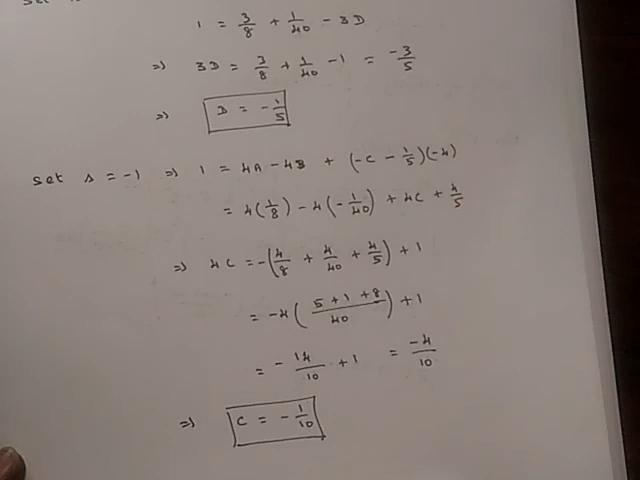 1 = 3/8 + 1/40 - 3D
=> 3D = 3/8 + 1/40 - 1 = -3/5
=> D = -1/5
set s = -1 => 1 = 4A - 4B + (-C - 1/5)(-4)
= 4(1/8) - 4(-1/40) + 4C + 4/5
=> 4C = -(4/8 + 4/40 + 4/5) + 1
= -4(5+1+8/40) + 1
= -14/10 + 1 = -4/10
=> C = -1/10